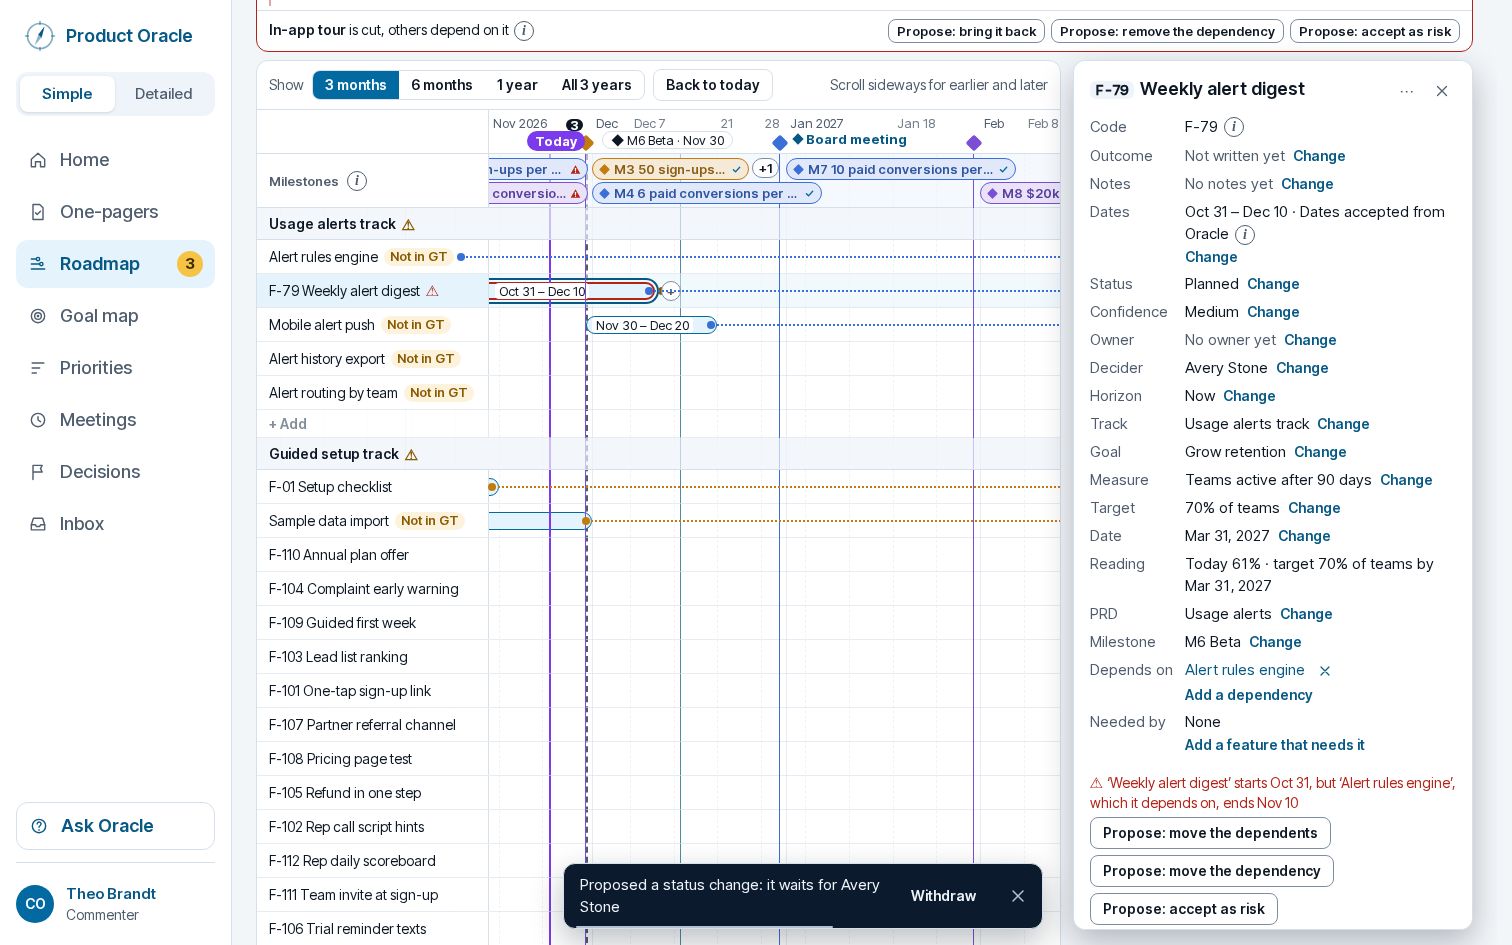 Product Oracle
Simple
Detailed
Home
One-pagers
Roadmap
3
Goal map
Priorities
Meetings
Decisions
Inbox
Ask Oracle
CO
Theo Brandt
Commenter
In-app tour is cut, others depend on it i
Propose: bring it back
Propose: remove the dependency
Propose: accept as risk
Show
3 months
6 months
1 year
All 3 years
Back to today
Scroll sideways for earlier and later
Nov 2026
3
Dec
Dec 7
21
28
Jan 2027
Jan 18
Feb
Feb 8
Today
M6 Beta · Nov 30
Board meeting
Milestones i
n-ups per ...
M3 50 sign-ups...
+1
M7 10 paid conversions per...
conversio...
M4 6 paid conversions per ...
M8 $20k
Usage alerts track
Alert rules engine Not in GT
F-79 Weekly alert digest
Oct 31 – Dec 10
Mobile alert push Not in GT
Nov 30 – Dec 20
Alert history export Not in GT
Alert routing by team Not in GT
+ Add
Guided setup track
F-01 Setup checklist
Sample data import Not in GT
F-110 Annual plan offer
F-104 Complaint early warning
F-109 Guided first week
F-103 Lead list ranking
F-101 One-tap sign-up link
F-107 Partner referral channel
F-108 Pricing page test
F-105 Refund in one step
F-102 Rep call script hints
F-112 Rep daily scoreboard
F-111 Team invite at sign-up
F-106 Trial reminder texts
F-79 Weekly alert digest
Code F-79 i
Outcome Not written yet Change
Notes No notes yet Change
Dates Oct 31 – Dec 10 · Dates accepted from
Oracle i
Change
Status Planned Change
Confidence Medium Change
Owner No owner yet Change
Decider Avery Stone Change
Horizon Now Change
Track Usage alerts track Change
Goal Grow retention Change
Measure Teams active after 90 days Change
Target 70% of teams Change
Date Mar 31, 2027 Change
Reading Today 61% · target 70% of teams by
Mar 31, 2027
PRD Usage alerts Change
Milestone M6 Beta Change
Depends on Alert rules engine
Add a dependency
Needed by None
Add a feature that needs it
‘Weekly alert digest’ starts Oct 31, but ‘Alert rules engine’,
which it depends on, ends Nov 10
Propose: move the dependents
Propose: move the dependency
Propose: accept as risk
Proposed a status change: it waits for Avery
Stone
Withdraw